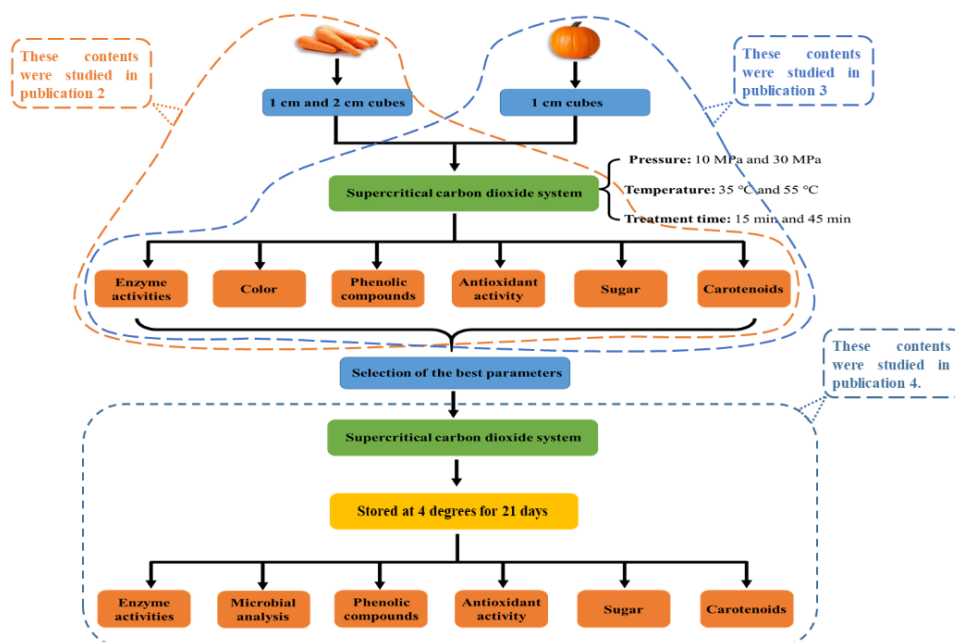 These contents
were studied in
publication 2
These contents
were studied in
publication 3
1 cm and 2 cm cubes
1 cm cubes
Pressure: 10 MPa and 30 MPa
Supercritical carbon dioxide system
Temperature: 35 °C and 55 °C
Treatment time: 15 min and 45 min
Enzyme
activities
Color
Phenolic
compounds
Antioxidant
activity
Sugar
Carotenoids
These contents
were studied in
publication 4.
Selection of the best parameters
Supercritical carbon dioxide system
Stored at 4 degrees for 21 days
Enzyme
activities
Microbial
analysis
Phenolic
compounds
Antioxidant
activity
Sugar
Carotenoids